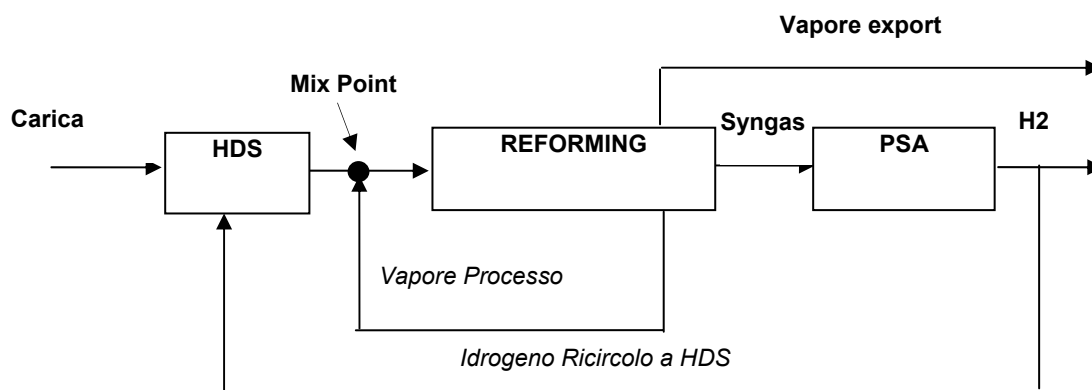 Vapore export
Mix Point
Carica
HDS
REFORMING
Syngas
PSA
H2
Vapore Processo
Idrogeno Ricircolo a HDS